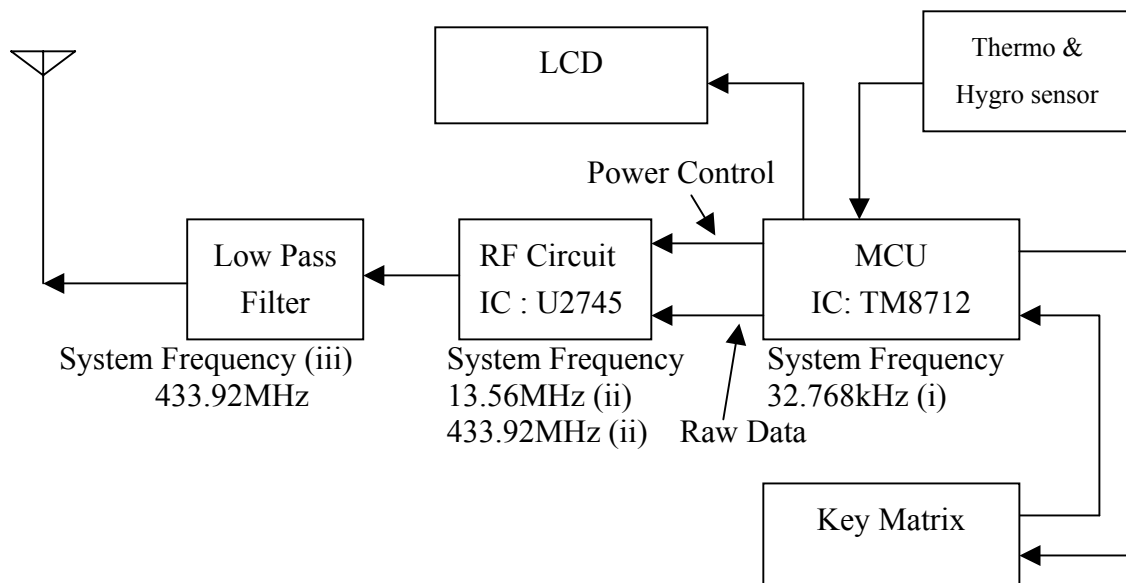 LCD
Thermo &
Hygro sensor
Power Control
Low Pass
Filter
RF Circuit
IC : U2745
MCU
IC: TM8712
System Frequency (iii)
433.92MHz
System Frequency
13.56MHz (ii)
433.92MHz (ii)
System Frequency
32.768kHz (i)
Raw Data
Key Matrix